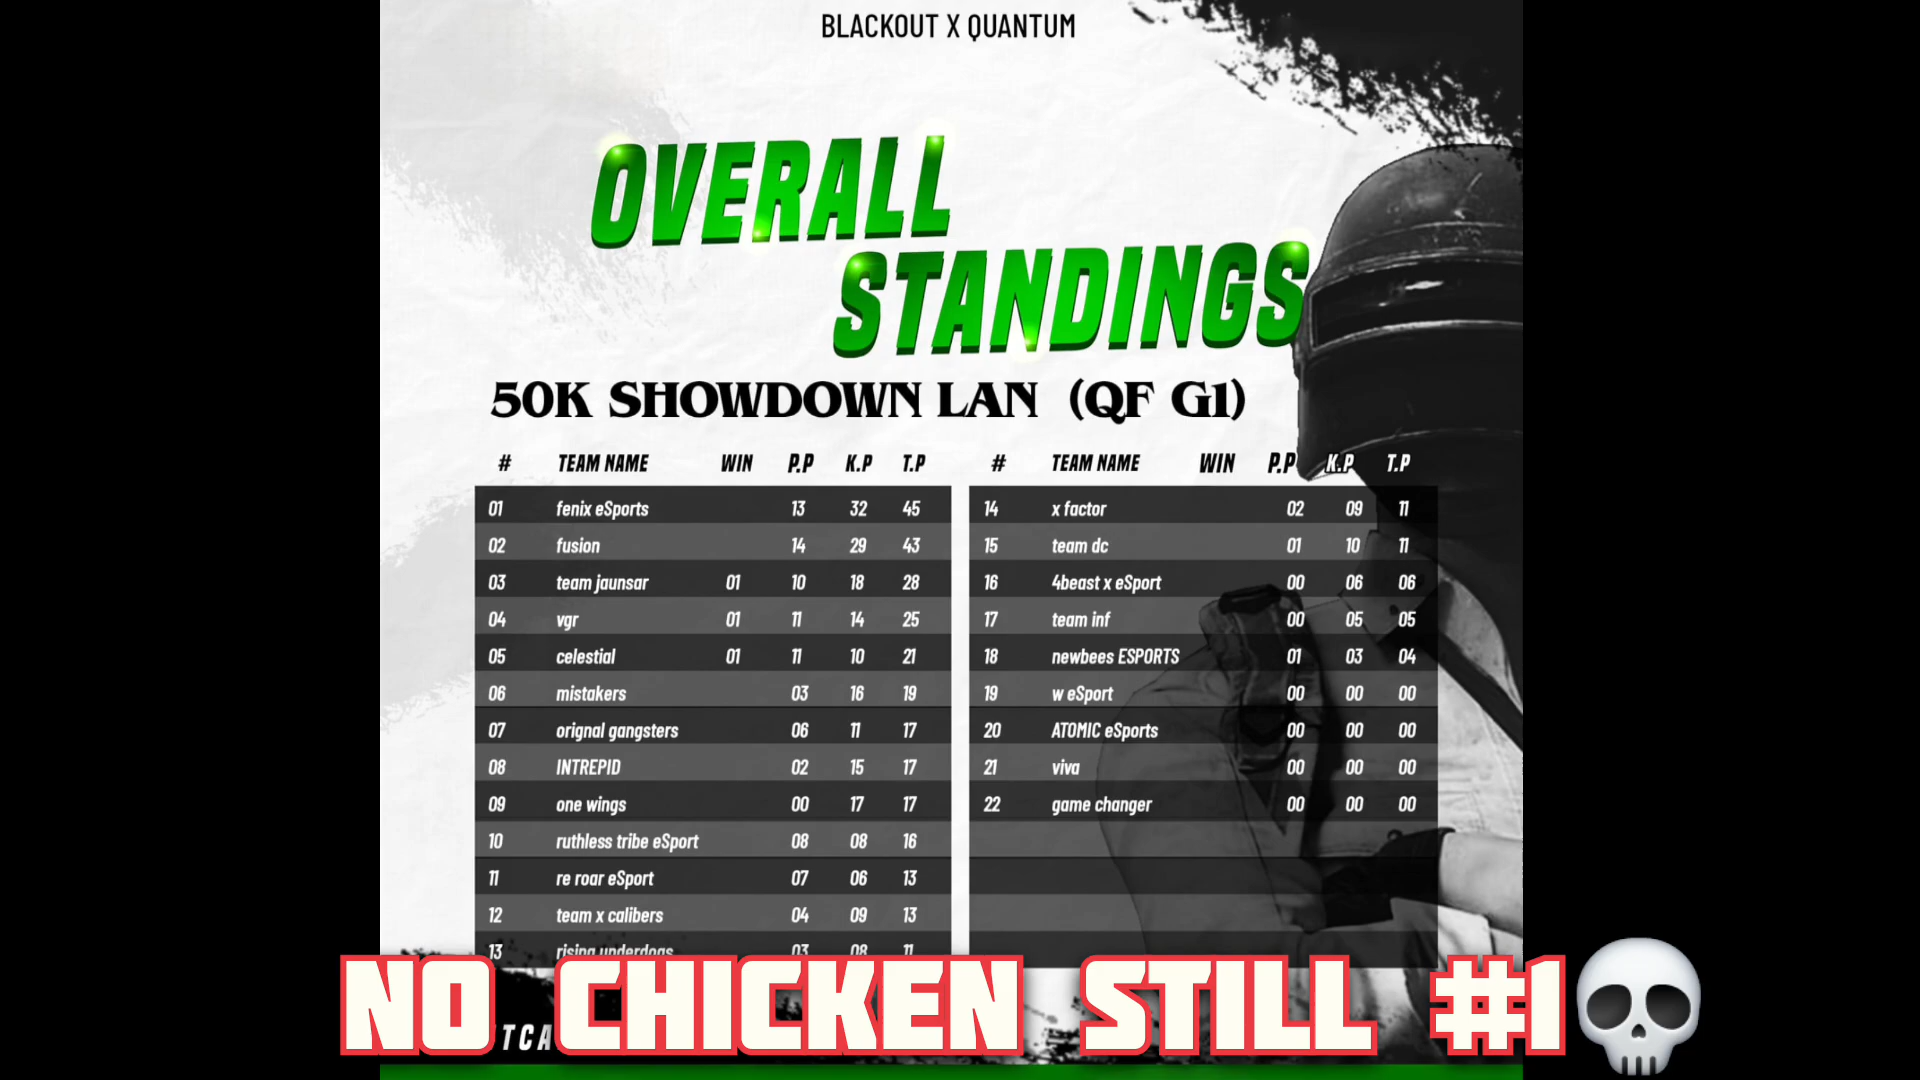 BLACKOUT X QUANTUM
OVERALL
STANDINGS
50K SHOWDOWN LAN (QF G1)
# TEAM NAME WIN P.P K.P T.P
01 fenix eSports 13 32 45
02 fusion 14 29 43
03 team jaunsar 01 10 18 28
04 vgr 01 11 14 25
05 celestial 01 11 10 21
06 mistakers 03 16 19
07 orignal gangsters 06 11 17
08 INTREPID 02 15 17
09 one wings 00 17 17
10 ruthless tribe eSport 08 08 16
11 re roar eSport 07 06 13
12 team x calibers 04 09 13
13 rising underdogs 03 08 11
# TEAM NAME WIN P.P K.P T.P
14 x factor 02 09 11
15 team dc 01 10 11
16 4beast x eSport 00 06 06
17 team inf 00 05 05
18 newbees ESPORTS 01 03 04
19 w eSport 00 00 00
20 ATOMIC eSports 00 00 00
21 viva 00 00 00
22 game changer 00 00 00
NO CHICKEN STILL #1